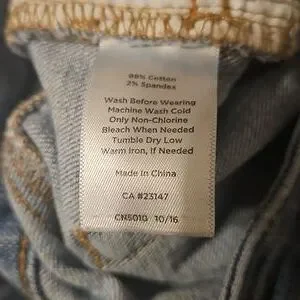 98% Cotton
2% Spandex
Wash Before Wearing
Machine Wash Cold
Only Non-Chlorine
Bleach When Needed
Tumble Dry Low
Warm Iron, If Needed
Made In China
CA #23147
CN5010 10/16